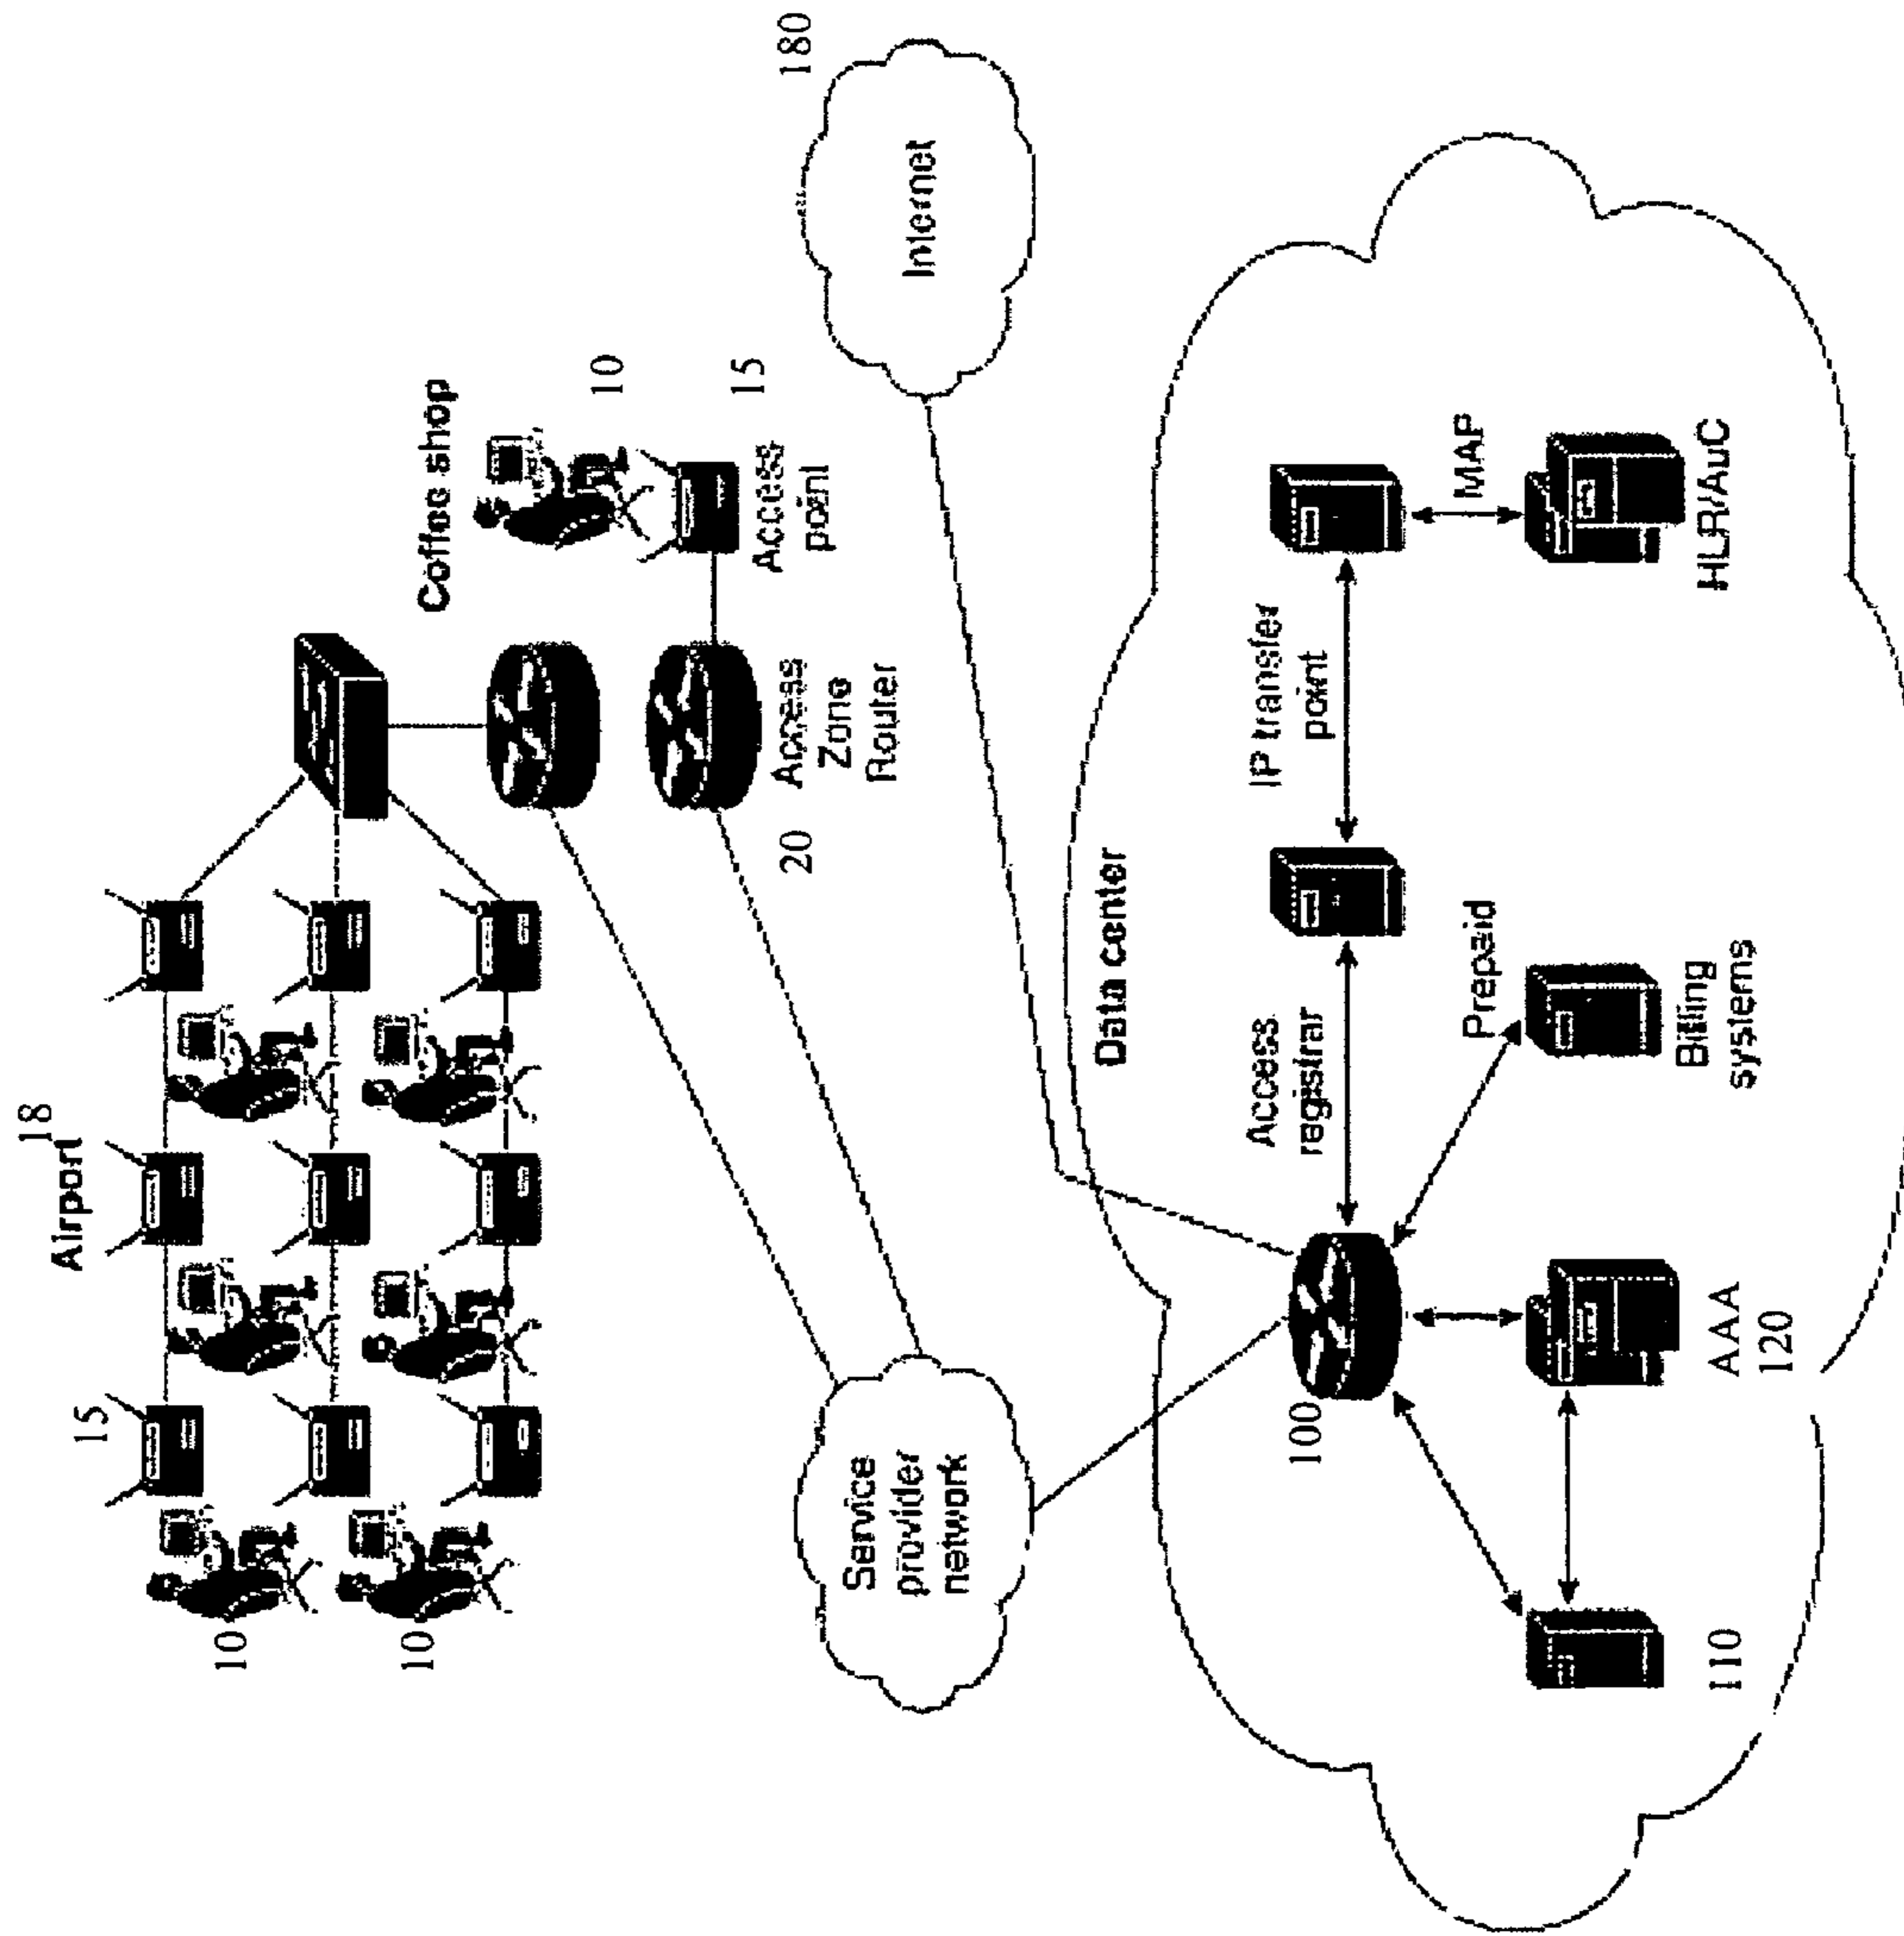 Airport
18
15
10
10
Coffee shop
10
15
Access
point
20
Access
Zone
Router
180
Internet
Service
provider
network
Data center
100
Access
registrar
IP transfer
point
MAP
HLR/AuC
Prepaid
Billing
systems
AAA
120
110